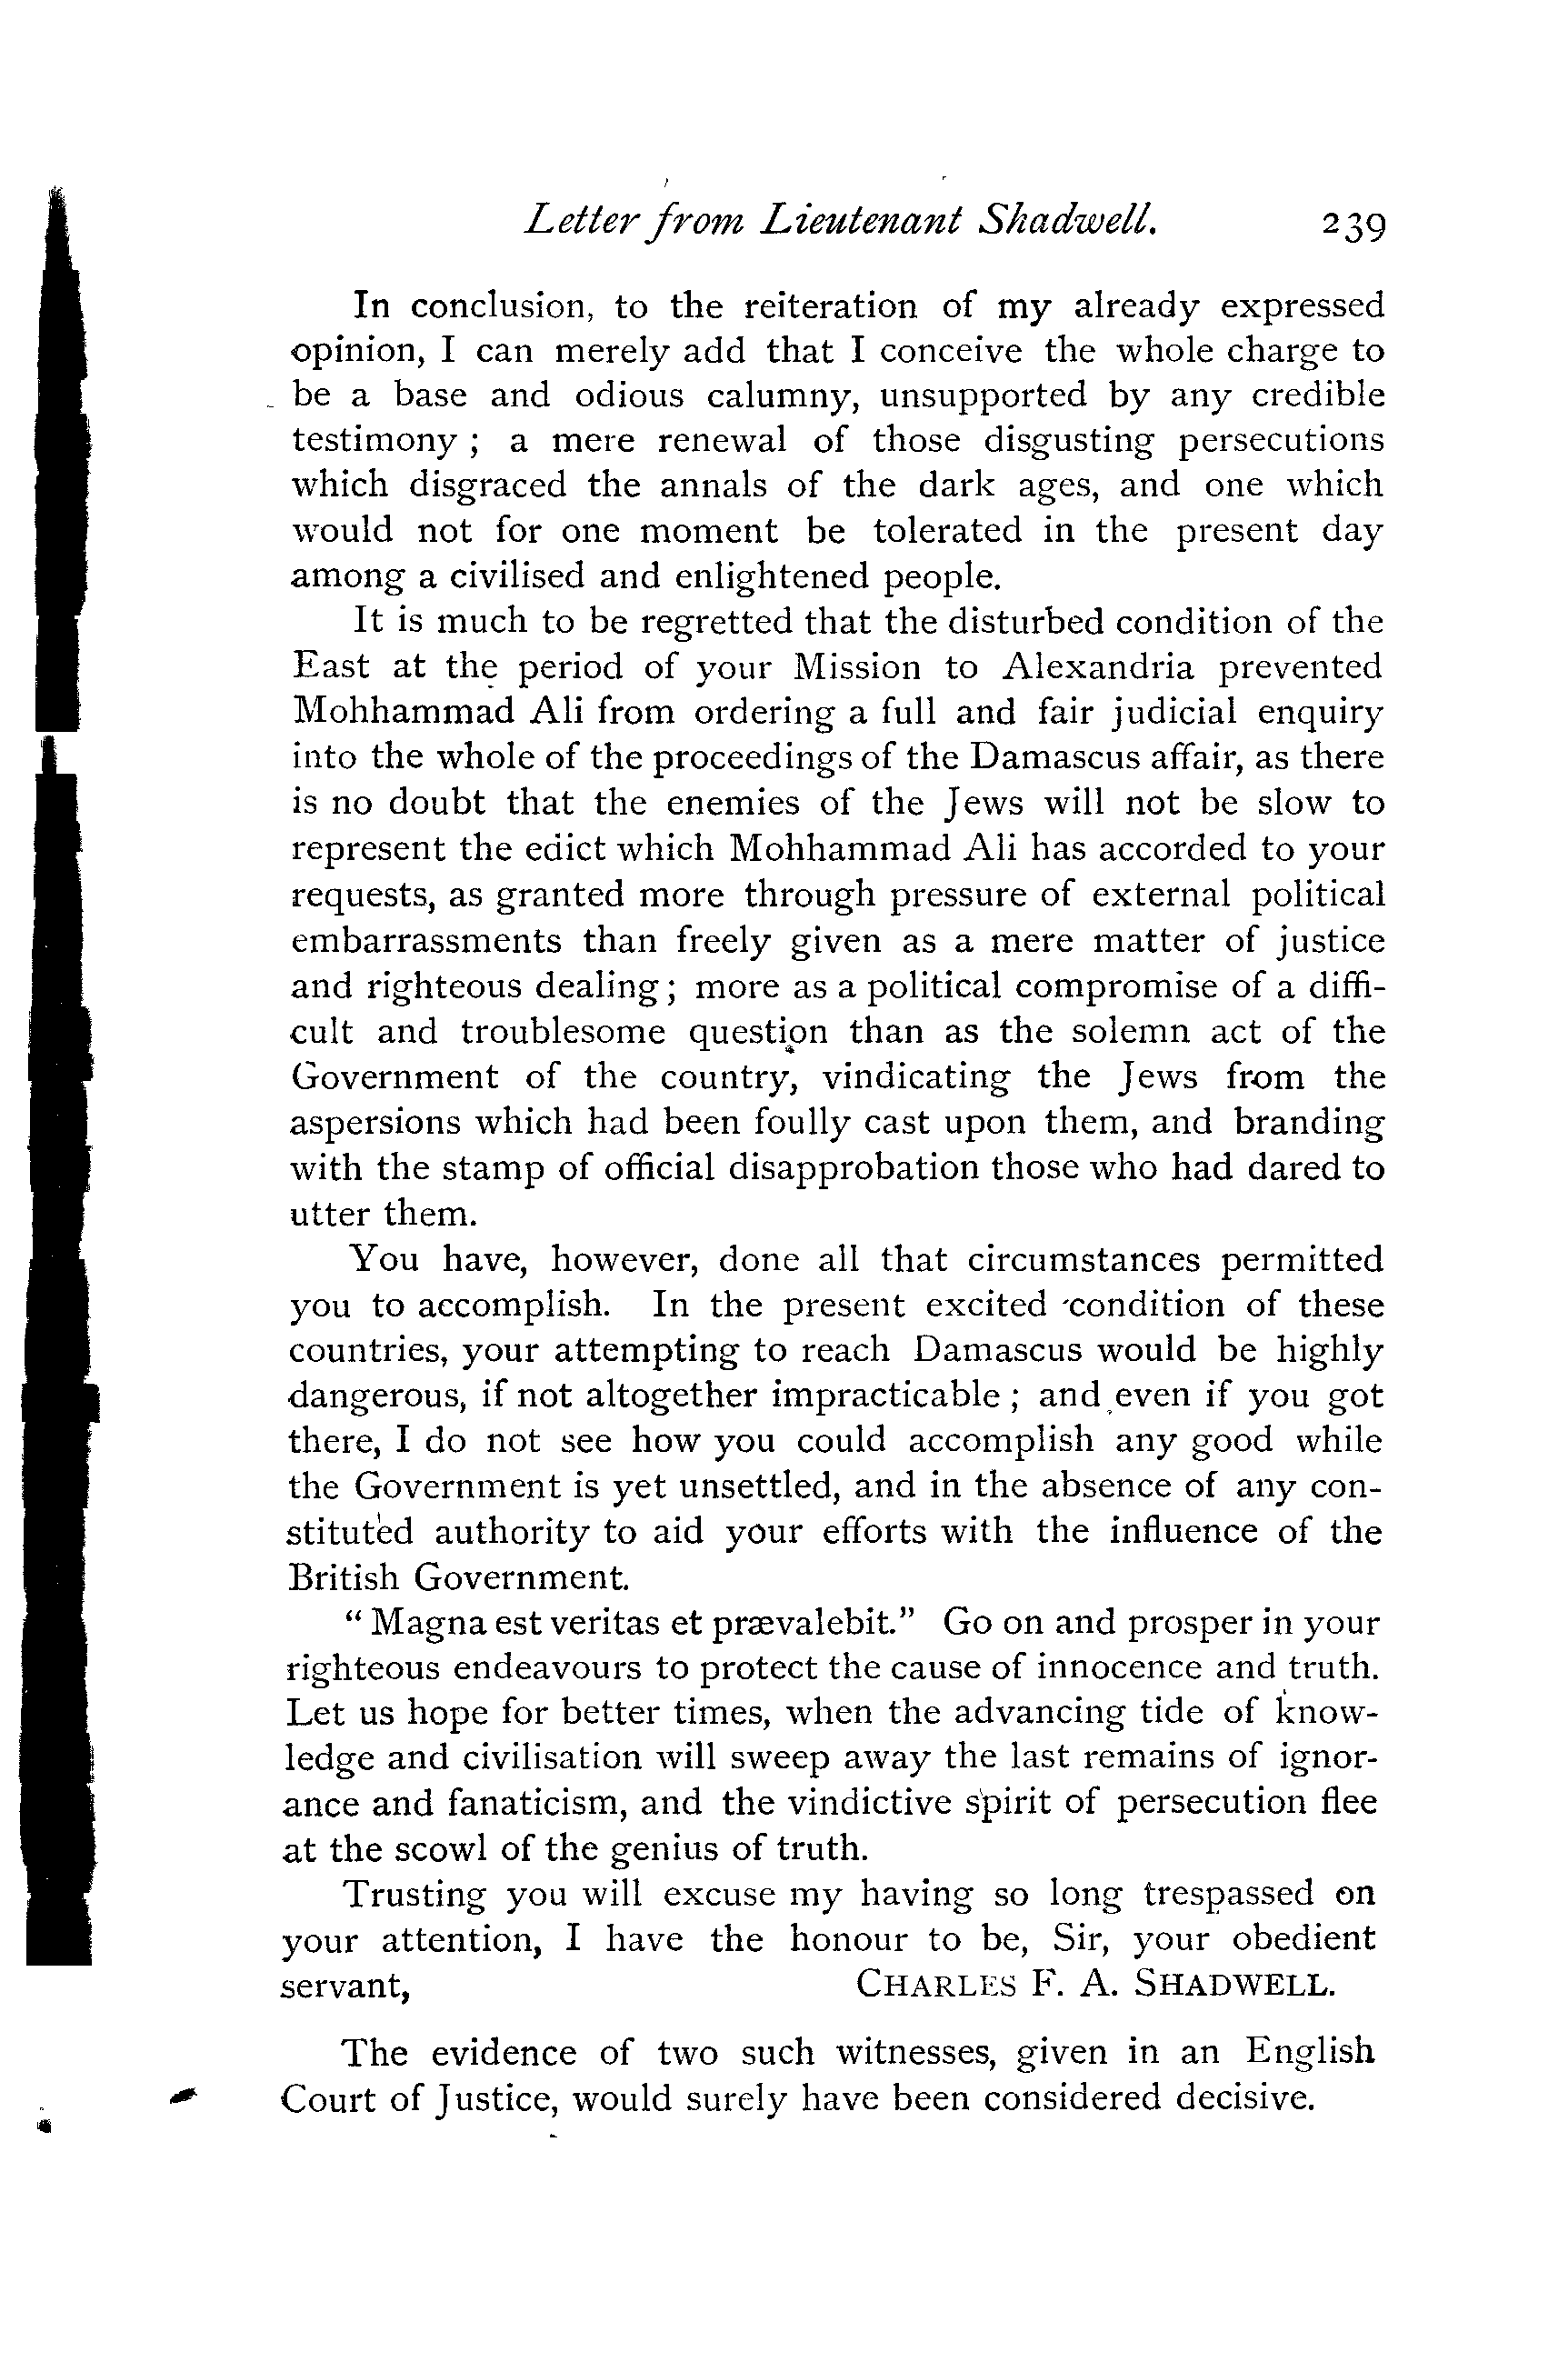 Letter from Lieutenant Shadwell. 239
In conclusion, to the reiteration of my already expressed
opinion, I can merely add that I conceive the whole charge to
be a base and odious calumny, unsupported by any credible
testimony ; a mere renewal of those disgusting persecutions
which disgraced the annals of the dark ages, and one which
would not for one moment be tolerated in the present day
among a civilised and enlightened people.
It is much to be regretted that the disturbed condition of the
East at the period of your Mission to Alexandria prevented
Mohhammad Ali from ordering a full and fair judicial enquiry
into the whole of the proceedings of the Damascus affair, as there
is no doubt that the enemies of the Jews will not be slow to
represent the edict which Mohhammad Ali has accorded to your
requests, as granted more through pressure of external political
embarrassments than freely given as a mere matter of justice
and righteous dealing; more as a political compromise of a diffi-
cult and troublesome question than as the solemn act of the
Government of the country, vindicating the Jews from the
aspersions which had been foully cast upon them, and branding
with the stamp of official disapprobation those who had dared to
utter them.
You have, however, done all that circumstances permitted
you to accomplish. In the present excited condition of these
countries, your attempting to reach Damascus would be highly
dangerous, if not altogether impracticable ; and even if you got
there, I do not see how you could accomplish any good while
the Government is yet unsettled, and in the absence of any con-
stituted authority to aid your efforts with the influence of the
British Government.
“ Magna est veritas et prævalebit.” Go on and prosper in your
righteous endeavours to protect the cause of innocence and truth.
Let us hope for better times, when the advancing tide of know-
ledge and civilisation will sweep away the last remains of ignor-
ance and fanaticism, and the vindictive spirit of persecution flee
at the scowl of the genius of truth.
Trusting you will excuse my having so long trespassed on
your attention, I have the honour to be, Sir, your obedient
servant, CHARLES F. A. SHADWELL.
The evidence of two such witnesses, given in an English
Court of Justice, would surely have been considered decisive.